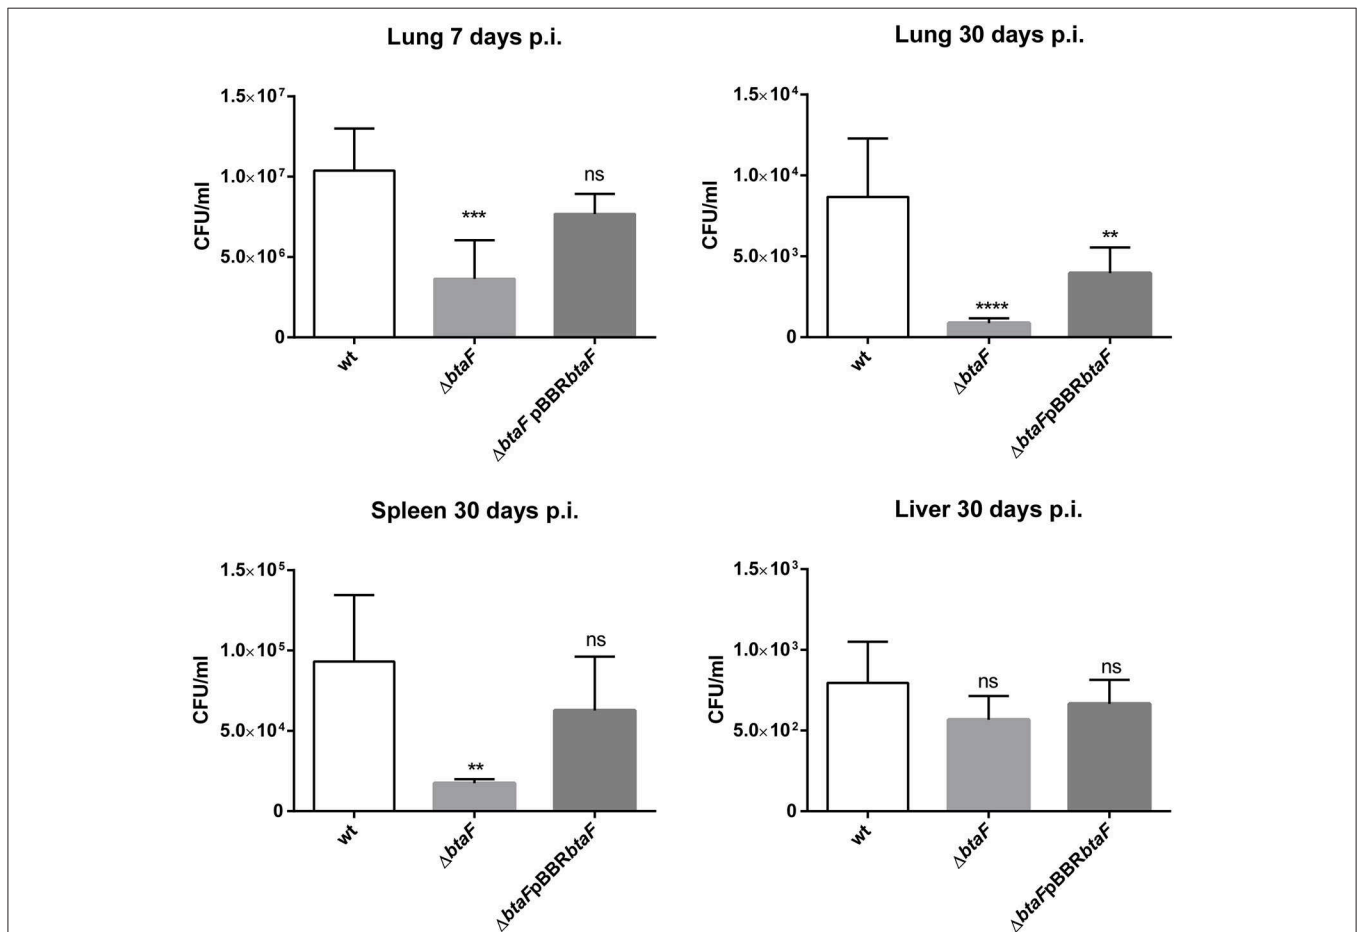 Lung 7 days p.i.
CFU/ml
1.5×10⁷
1.0×10⁷
5.0×10⁶
0
***
ns
wt
ΔbtaF
ΔbtaF pBBRbtaF
Lung 30 days p.i.
CFU/ml
1.5×10⁴
1.0×10⁴
5.0×10³
0
****
**
wt
ΔbtaF
ΔbtaFpBBRbtaF
Spleen 30 days p.i.
CFU/ml
1.5×10⁵
1.0×10⁵
5.0×10⁴
0
**
ns
wt
ΔbtaF
ΔbtaFpBBRbtaF
Liver 30 days p.i.
CFU/ml
1.5×10³
1.0×10³
5.0×10²
0
ns
ns
wt
ΔbtaF
ΔbtaFpBBRbtaF